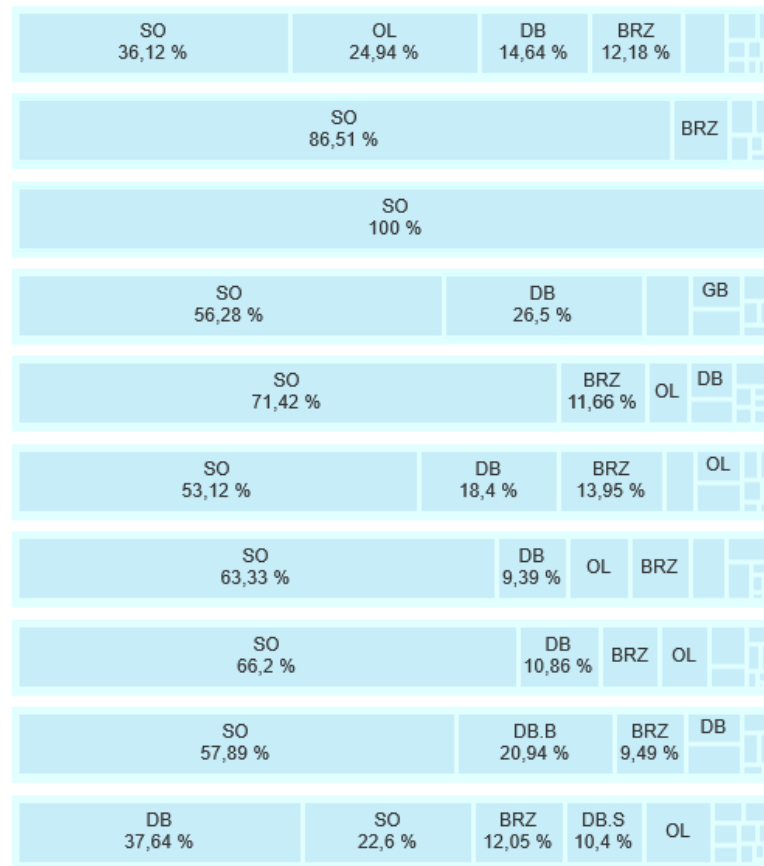 SO OL DB BRZ
36,12 % 24,94 % 14,64 % 12,18 %
SO BRZ
86,51 %
SO
100 %
SO DB GB
56,28 % 26,5 %
SO BRZ OL DB
71,42 % 11,66 %
SO DB BRZ OL
53,12 % 18,4 % 13,95 %
SO DB OL BRZ
63,33 % 9,39 %
SO DB BRZ OL
66,2 % 10,86 %
SO DB.B BRZ DB
57,89 % 20,94 % 9,49 %
DB SO BRZ DB.S OL
37,64 % 22,6 % 12,05 % 10,4 %